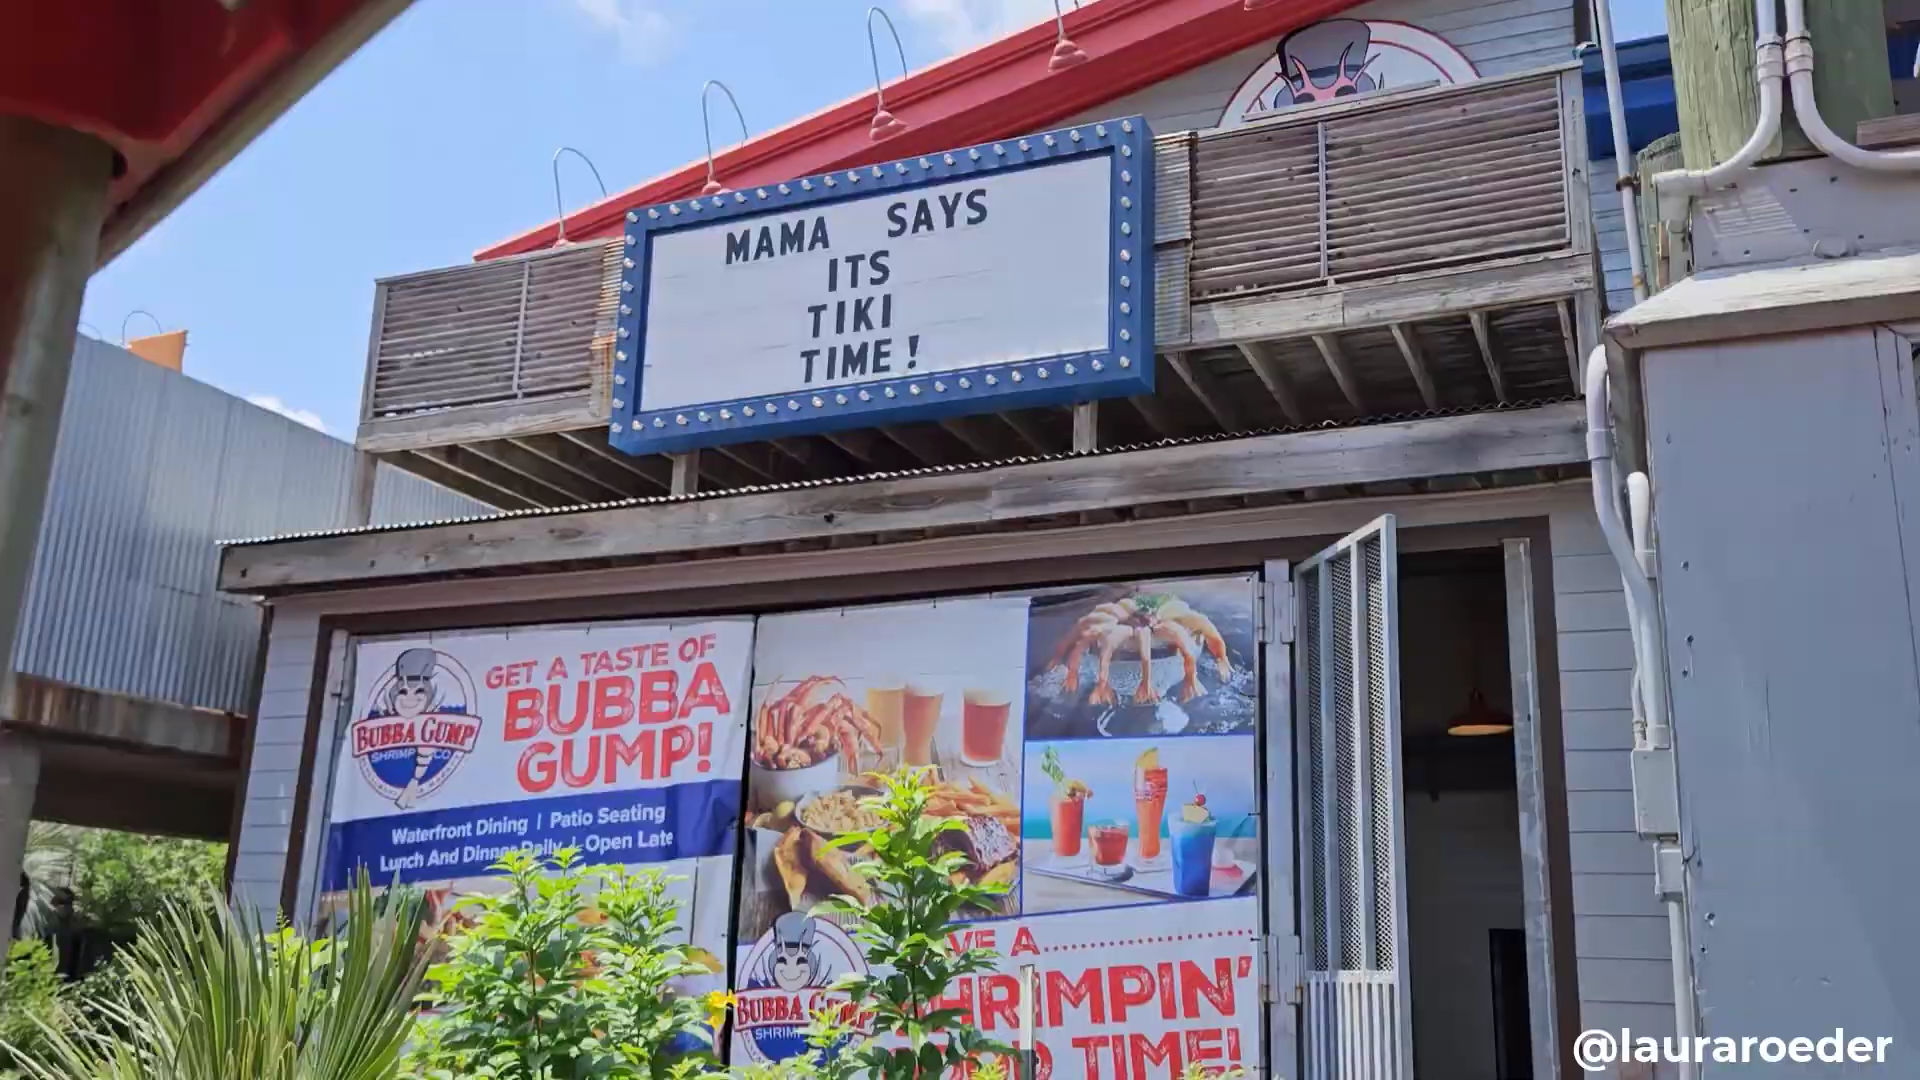 MAMA SAYS
ITS
TIKI
TIME!
GET A TASTE OF
BUBBA
GUMP!
BUBBA GUMP
SHRIMP CO
Waterfront Dining | Patio Seating
Lunch And Dinner Daily | Open Late
BUBBA GUMP
SHRIMP
A
SHRIMPIN'
TIME!
@lauraroeder